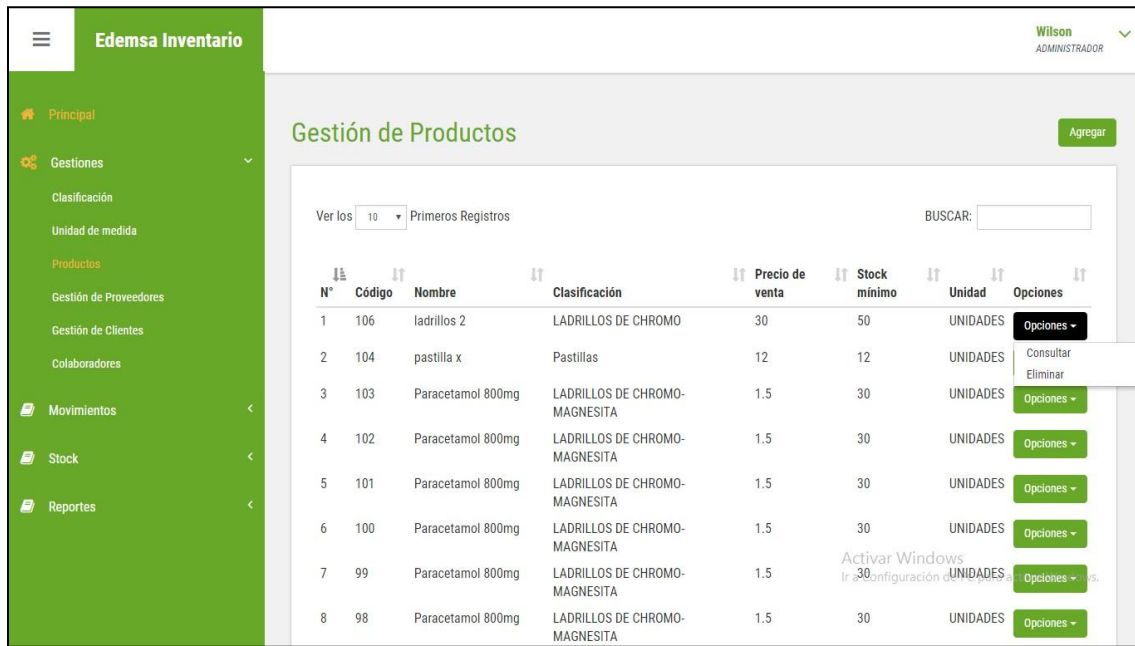 Edemsa Inventario
Wilson
ADMINISTRADOR
Principal
Gestiones
Clasificación
Unidad de medida
Productos
Gestión de Proveedores
Gestión de Clientes
Colaboradores
Movimientos
Stock
Reportes
Gestión de Productos
Agregar
Ver los 10 Primeros Registros
BUSCAR:
N° Código Nombre Clasificación Precio de venta Stock mínimo Unidad Opciones
1 106 ladrillos 2 LADRILLOS DE CHROMO 30 50 UNIDADES Opciones
Consultar
Eliminar
2 104 pastilla x Pastillas 12 12 UNIDADES
3 103 Paracetamol 800mg LADRILLOS DE CHROMO-MAGNESITA 1.5 30 UNIDADES Opciones
4 102 Paracetamol 800mg LADRILLOS DE CHROMO-MAGNESITA 1.5 30 UNIDADES Opciones
5 101 Paracetamol 800mg LADRILLOS DE CHROMO-MAGNESITA 1.5 30 UNIDADES Opciones
6 100 Paracetamol 800mg LADRILLOS DE CHROMO-MAGNESITA 1.5 30 UNIDADES Opciones
7 99 Paracetamol 800mg LADRILLOS DE CHROMO-MAGNESITA 1.5 30 UNIDADES Opciones
8 98 Paracetamol 800mg LADRILLOS DE CHROMO-MAGNESITA 1.5 30 UNIDADES Opciones
Activar Windows
Ir a Configuración de